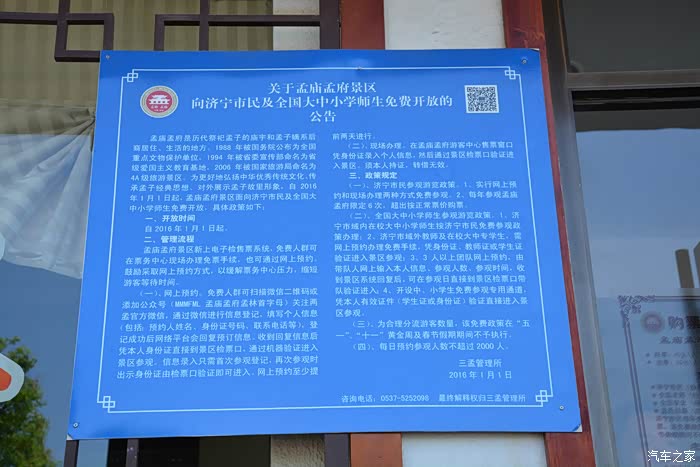 关于孟庙孟府景区
向济宁市民及全国大中小学师生免费开放的
公告
孟庙孟府是历代祭祀孟子的庙宇和孟子嫡系后
裔居住、生活的地方，1988 年被国务院公布为全国
重点文物保护单位，1994 年被省委宣传部命名为省
级爱国主义教育基地，2006 年被国家旅游局命名为
4A 级旅游景区，为更好地弘扬中华优秀传统文化，传
承孟子经典思想、对外展示孟子故里形象，自 2016
年 1 月 1 日起，孟庙孟府景区面向济宁市民及全国大
中小学师生免费开放，具体政策如下：
一、开放时间
自 2016 年 1 月 1 日起。
二、管理流程
孟庙孟府景区新上电子检售票系统，免费人群可
在票务中心现场办理免票手续，也可通过网上预约，
鼓励采取网上预约方式，以缓解票务中心压力，缩短
游客等待时间。
（一）、网上预约。免费人群可扫描微信二维码或
添加公众号（MMMFML 孟庙孟府孟林首字母）关注两
孟官方微信，通过微信进行信息登记，填写个人信息
（包括：预约人姓名、身份证号码、联系电话等），登
记成功后网络平台会回复预订信息，收到回复信息后
凭本人身份证直接到景区检票口，通过机器验证进入
景区参观。信息录入只需首次参观登记，再次参观时
出示身份证由检票口验证即可进入，网上预约至少提
前两天进行。
（二）、现场办理。在孟庙孟府游客中心售票窗口
凭身份证录入个人信息，然后通过景区检票口验证进
入景区，须本人持证，转借无效。
三、政策规定
（一）、济宁市民参观游览政策。1、实行网上预约
和现场办理两种方式免费参观。2、每年参观孟庙孟
府限定 6 次，超出按正常票价购票。
（二）、全国大中小学师生参观游览政策。1、济宁
市域内在校大中小学师生按济宁市民免费参观政
策办理；2、济宁市域外教师及在校大中专学生，需
网上预约办理免费手续，凭身份证、教师证或学生证
验证进入景区参观；3、3 人以上团队网上预约，由
带队人网上输入本人信息、参观人数、参观时间，收
到景区系统回复后，可在参观日直接到景区检票口带
队验证进入；4、开设中、小学生免费参观专用通道，
凭本人有效证件（学生证或身份证）验证直接进入景
区参观。
（三）、为合理分流游客数量，该免费政策在“五
一”、“十一”黄金周及春节假期期间不予执行。
（四）、每日预约参观人数不超过 2000 人。
三孟管理所
2016 年 1 月 1 日
咨询电话：0537-5252096 最终解释权归三孟管理所
汽车之家